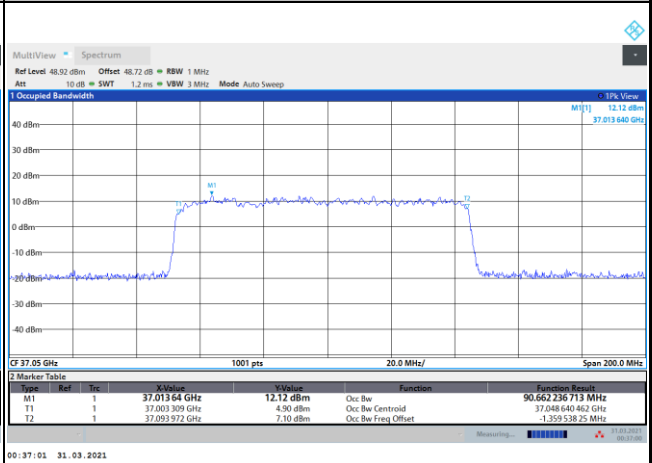 MultiView Spectrum
Ref Level 48.92 dBm Offset 48.72 dB RBW 1 MHz
Att 10 dB SWT 1.2 ms VBW 3 MHz Mode Auto Sweep
1 Occupied Bandwidth 1Pk View
M1[1] 12.12 dBm
37.013 640 GHz
40 dBm
30 dBm
20 dBm
M1
T1 T2
10 dBm
0 dBm
-10 dBm
-20 dBm
-30 dBm
-40 dBm
CF 37.05 GHz 1001 pts 20.0 MHz/ Span 200.0 MHz
2 Marker Table
Type Ref Trc X-Value Y-Value Function Function Result
M1 1 37.013 64 GHz 12.12 dBm Occ Bw 90.662 236 713 MHz
T1 1 37.003 309 GHz 4.90 dBm Occ Bw Centroid 37.048 640 462 GHz
T2 1 37.093 972 GHz 7.10 dBm Occ Bw Freq Offset -1.359 538 25 MHz
Measuring... 31.03.2021
00:37:00
00:37:01 31.03.2021